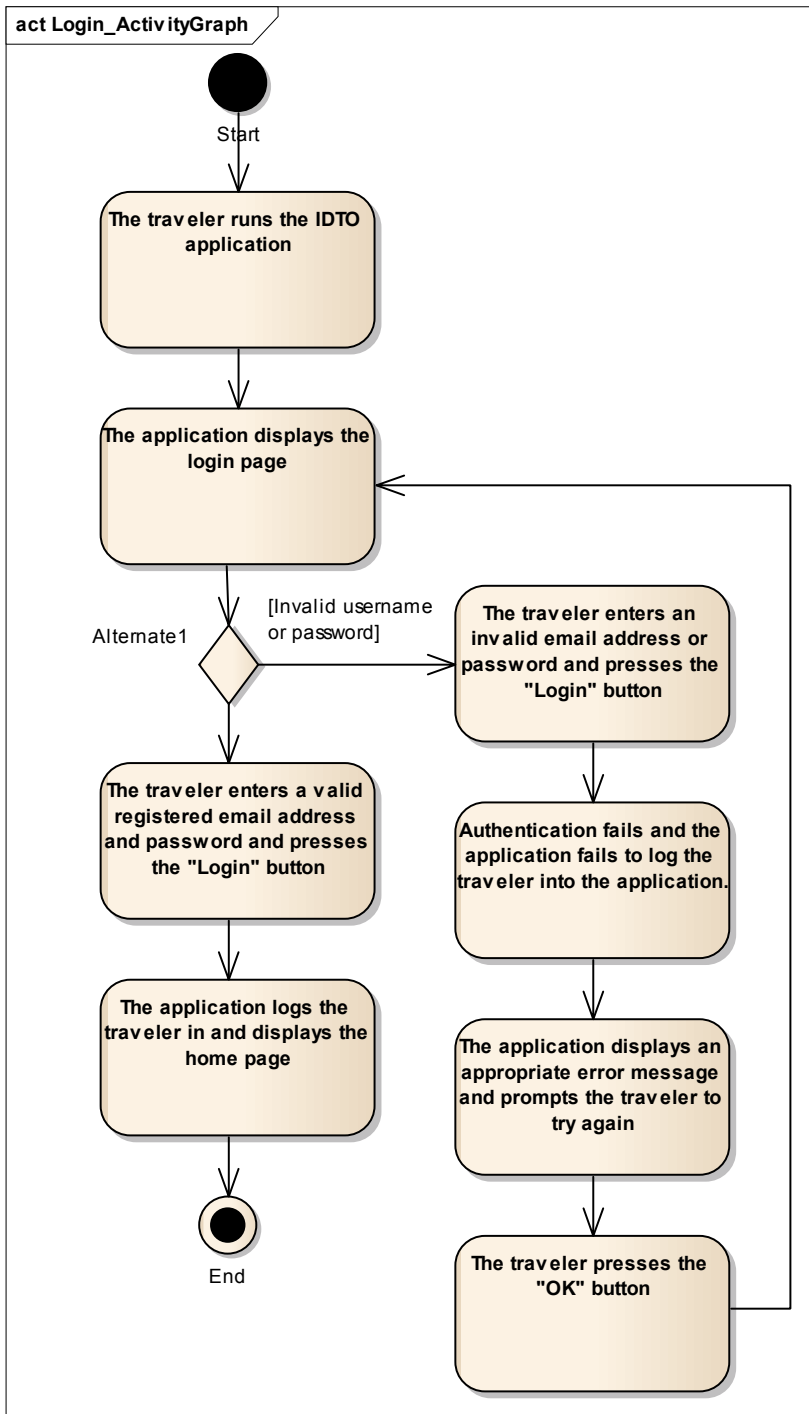 act Login_ActivityGraph
Start
The traveler runs the IDTO
application
The application displays the
login page
Alternate1
[Invalid username
or password]
The traveler enters an
invalid email address or
password and presses the
"Login" button
The traveler enters a valid
registered email address
and password and presses
the "Login" button
Authentication fails and the
application fails to log the
traveler into the application.
The application logs the
traveler in and displays the
home page
The application displays an
appropriate error message
and prompts the traveler to
try again
End
The traveler presses the
"OK" button